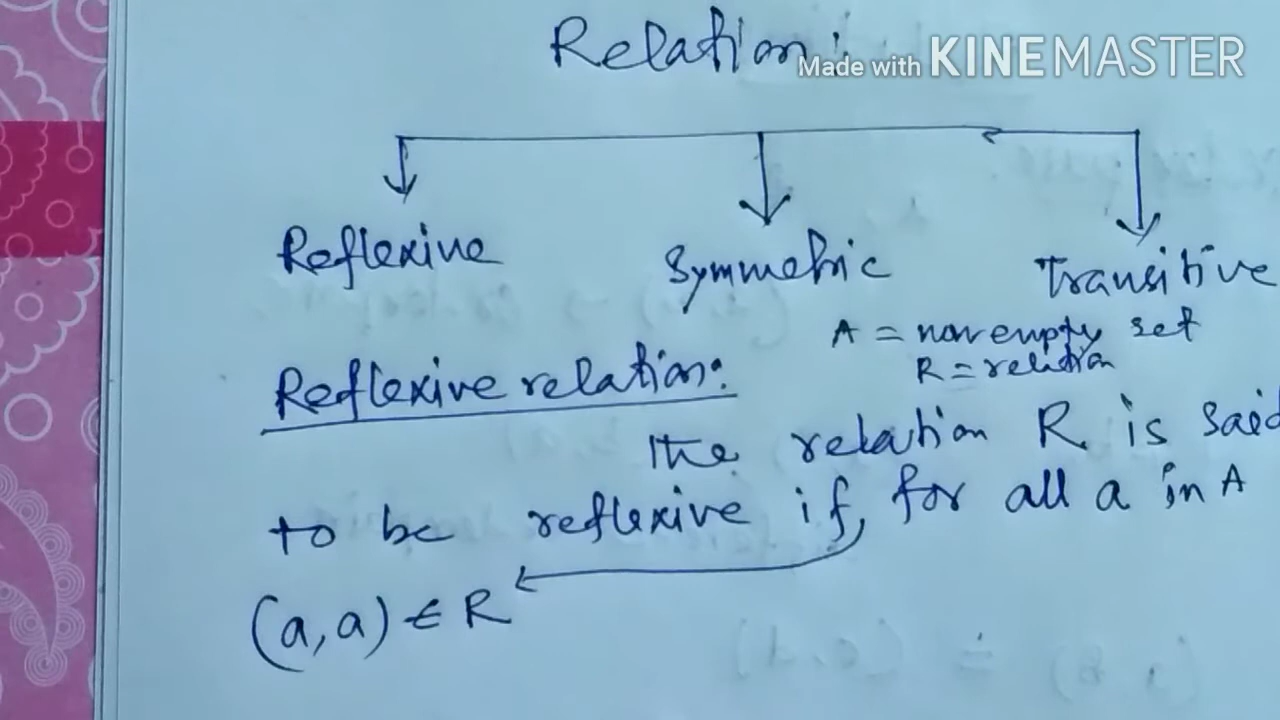 Relation:
Made with KINEMASTER
Reflexive Symmetric Transitive
A = nonempty set
R = relation
Reflexive relation:
The relation R is said
to be reflexive if, for all a in A
(a,a) ∈ R